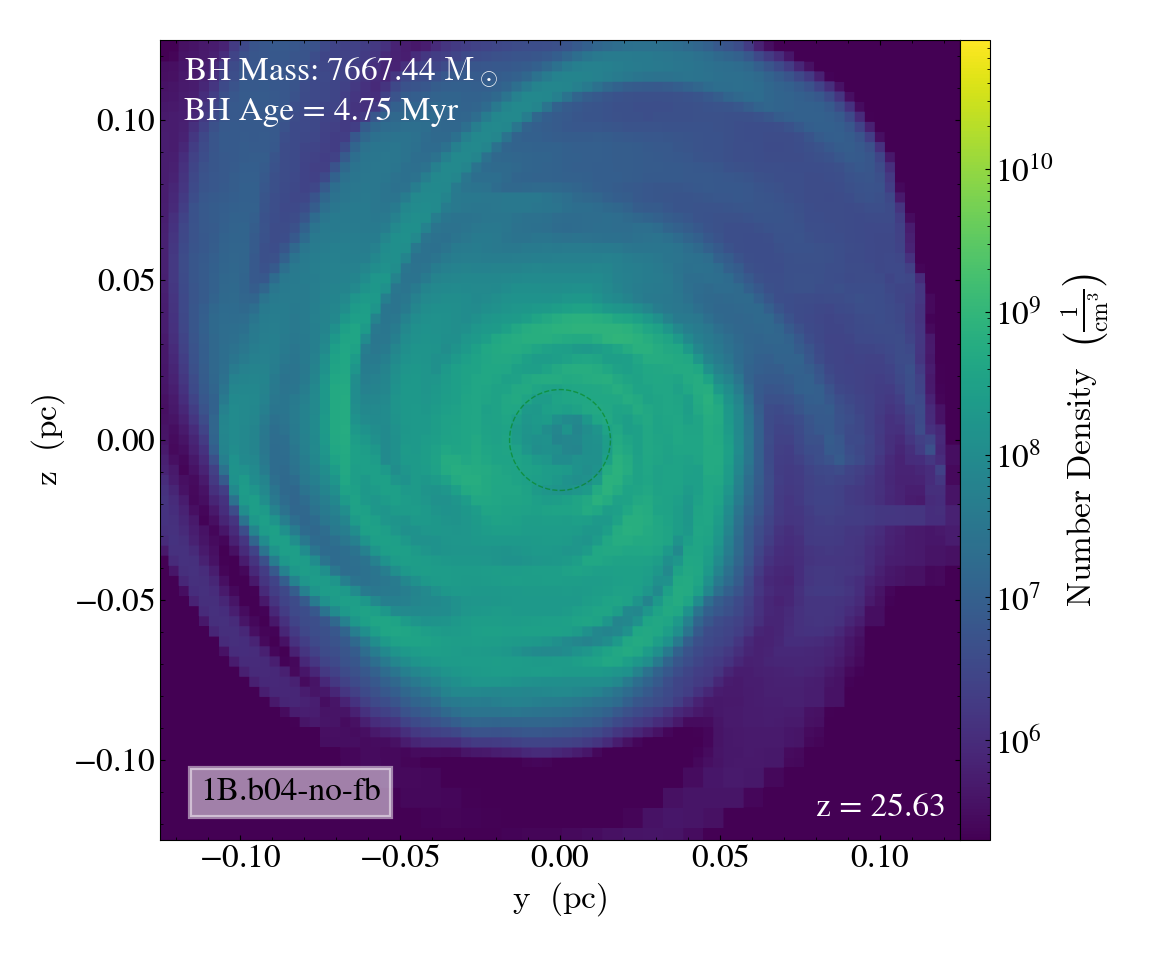 BH Mass: 7667.44 M⊙
BH Age = 4.75 Myr
1B.b04-no-fb
z = 25.63
0.10
0.05
0.00
−0.05
−0.10
z (pc)
−0.10 −0.05 0.00 0.05 0.10
y (pc)
10^10
10^9
10^8
10^7
10^6
Number Density (1/cm^3)